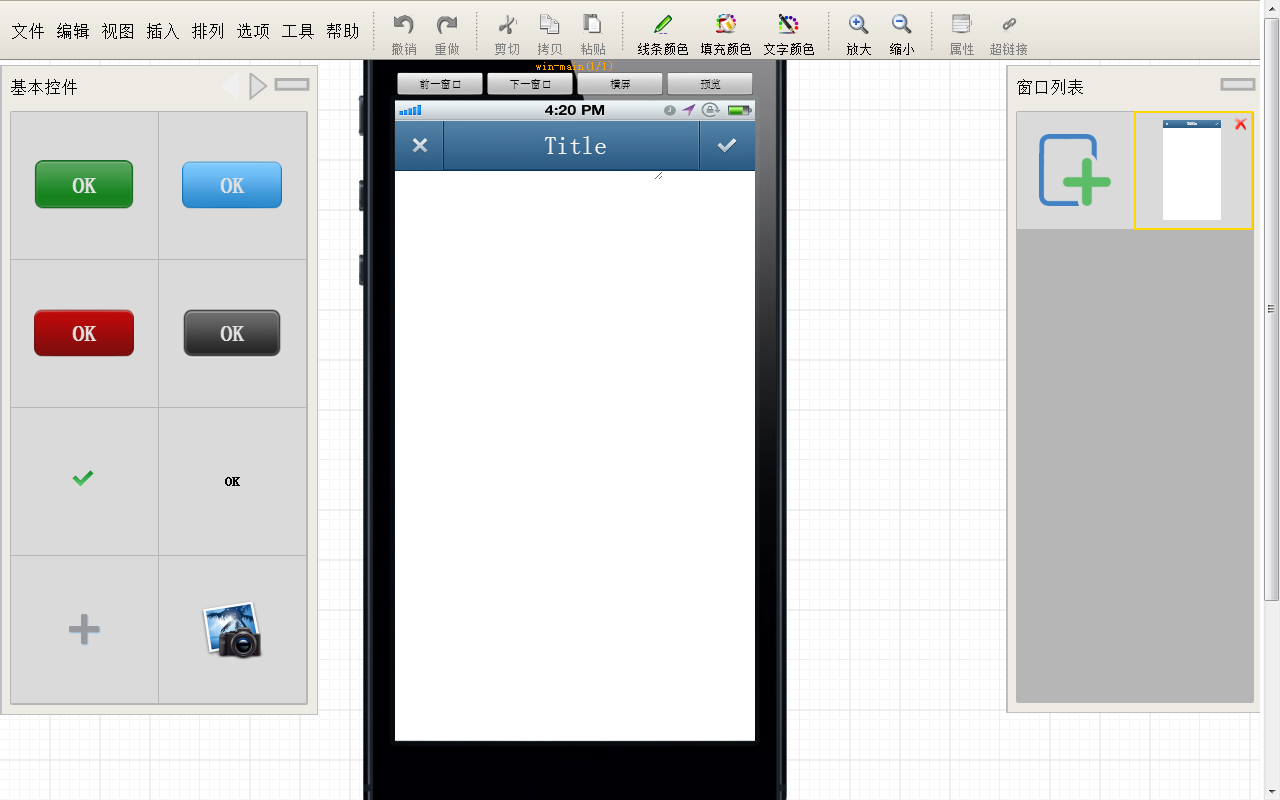 文件 编辑 视图 插入 排列 选项 工具 帮助
撤销 重做 剪切 拷贝 粘贴 线条颜色 填充颜色 文字颜色 放大 缩小 属性 超链接
win-main(1/1)
前一窗口 下一窗口 横屏 预览
基本控件
窗口列表
4:20 PM
Title
OK
OK
OK
OK
OK
Title